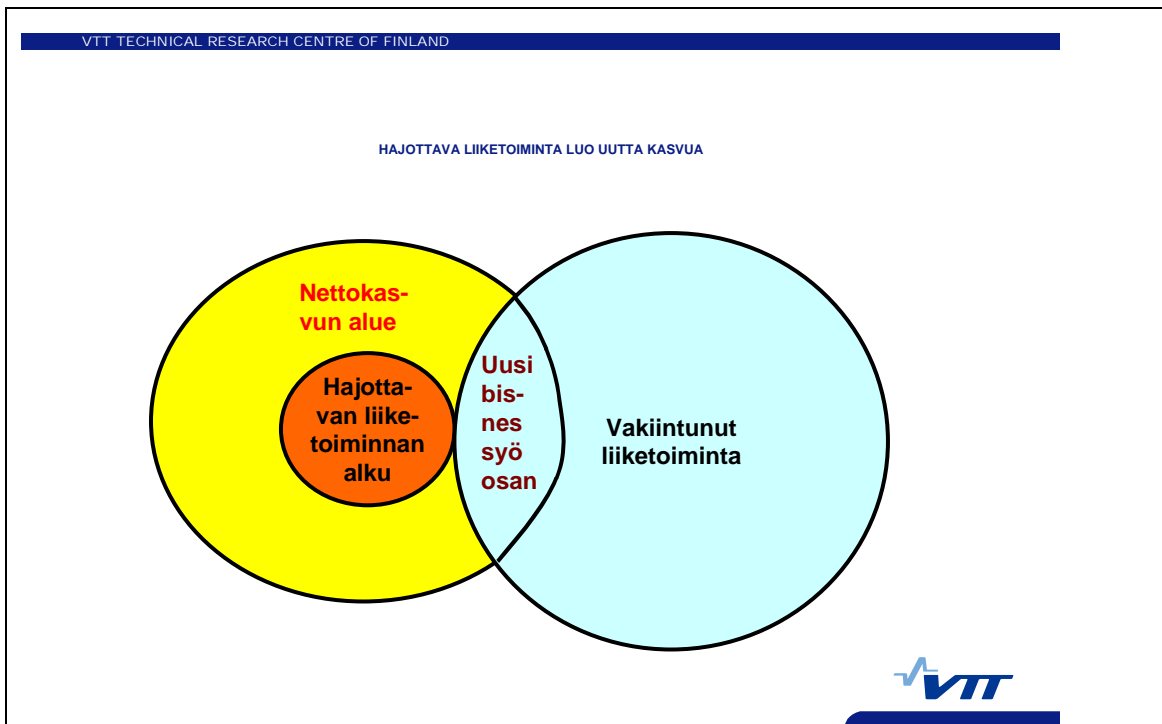 VTT TECHNICAL RESEARCH CENTRE OF FINLAND
HAJOTTAVA LIIKETOIMINTA LUO UUTTA KASVUA
Nettokas-
vun alue
Hajotta-
van liike-
toiminnan
alku
Uusi
bis-
nes
syö
osan
Vakiintunut
liiketoiminta
VTT